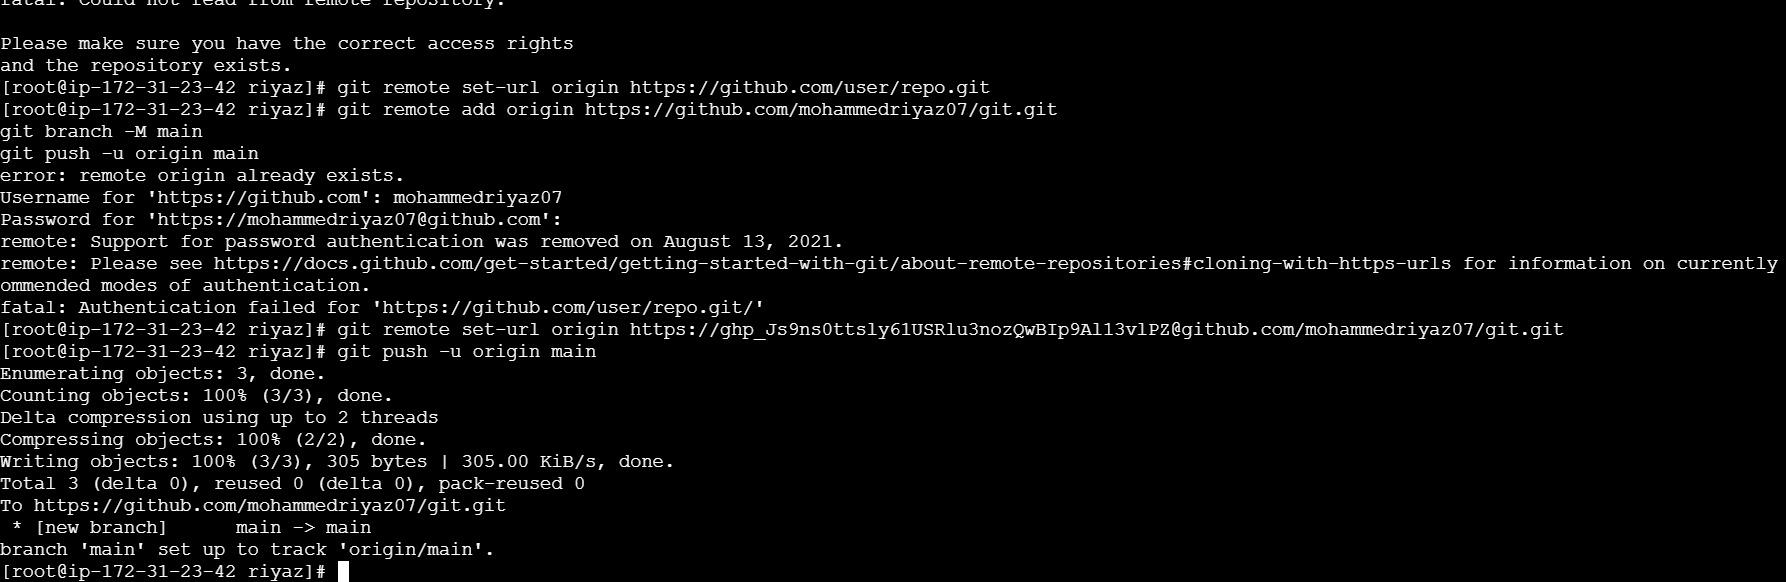 fatal: Could not read from remote repository.
Please make sure you have the correct access rights
and the repository exists.
[root@ip-172-31-23-42 riyaz]# git remote set-url origin https://github.com/user/repo.git
[root@ip-172-31-23-42 riyaz]# git remote add origin https://github.com/mohammedriyaz07/git.git
git branch -M main
git push -u origin main
error: remote origin already exists.
Username for 'https://github.com': mohammedriyaz07
Password for 'https://mohammedriyaz07@github.com':
remote: Support for password authentication was removed on August 13, 2021.
remote: Please see https://docs.github.com/get-started/getting-started-with-git/about-remote-repositories#cloning-with-https-urls for information on currently
ommended modes of authentication.
fatal: Authentication failed for 'https://github.com/user/repo.git/'
[root@ip-172-31-23-42 riyaz]# git remote set-url origin https://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@github.com/mohammedriyaz07/git.git
[root@ip-172-31-23-42 riyaz]# git push -u origin main
Enumerating objects: 3, done.
Counting objects: 100% (3/3), done.
Delta compression using up to 2 threads
Compressing objects: 100% (2/2), done.
Writing objects: 100% (3/3), 305 bytes | 305.00 KiB/s, done.
Total 3 (delta 0), reused 0 (delta 0), pack-reused 0
To https://github.com/mohammedriyaz07/git.git
 * [new branch]      main -> main
branch 'main' set up to track 'origin/main'.
[root@ip-172-31-23-42 riyaz]#